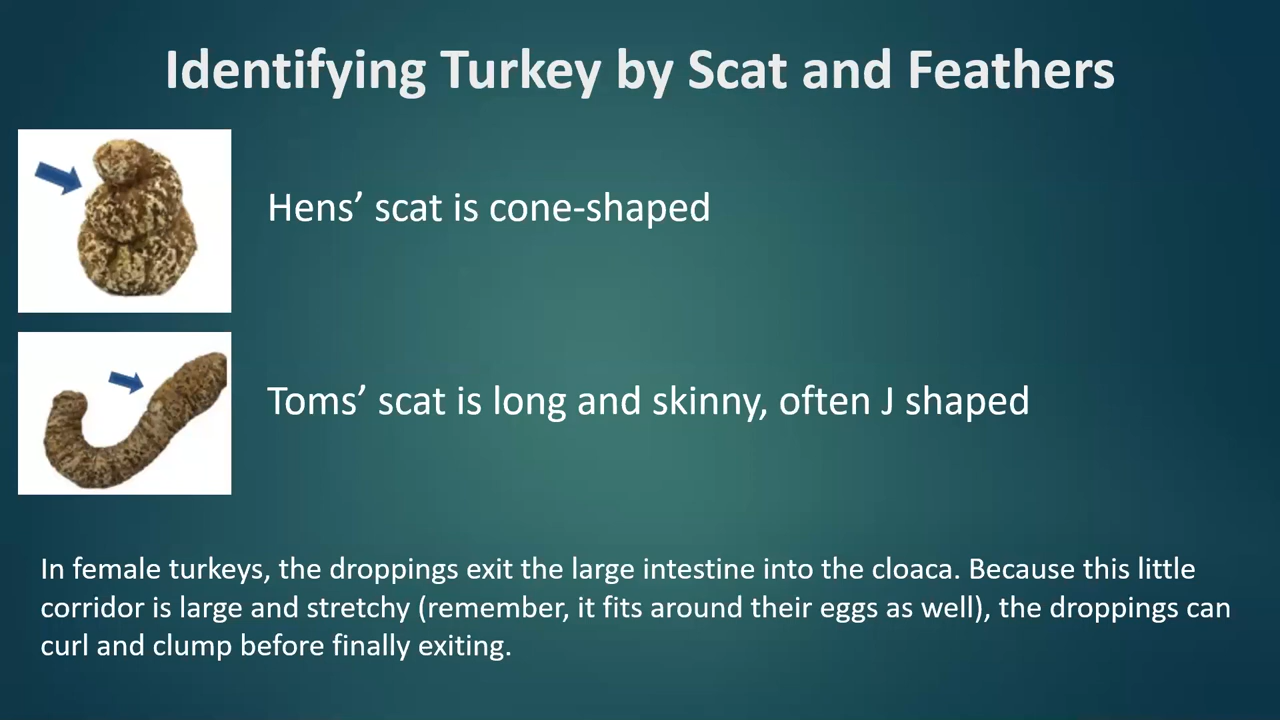 Identifying Turkey by Scat and Feathers
Hens’ scat is cone-shaped
Toms’ scat is long and skinny, often J shaped
In female turkeys, the droppings exit the large intestine into the cloaca. Because this little
corridor is large and stretchy (remember, it fits around their eggs as well), the droppings can
curl and clump before finally exiting.